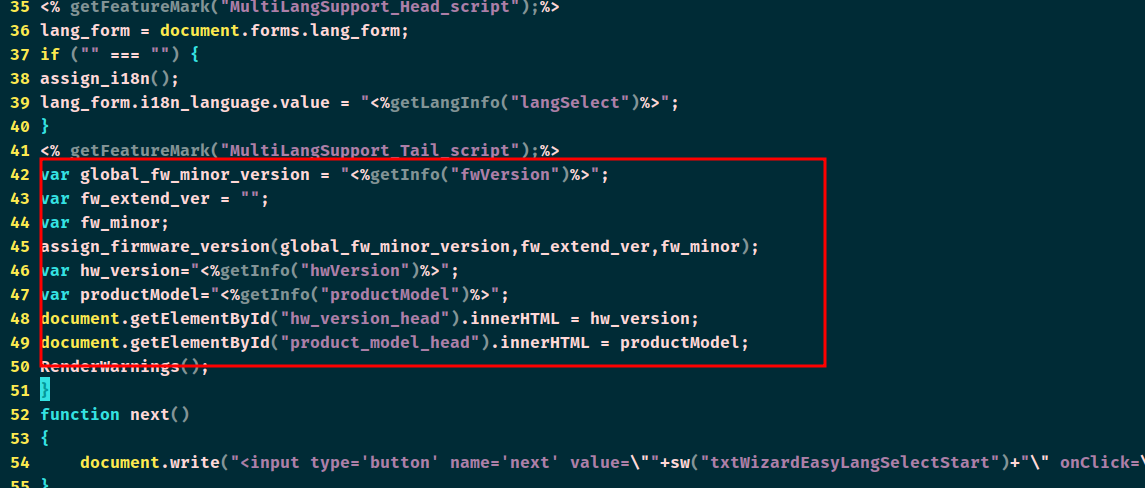 35 <% getFeatureMark("MultiLangSupport_Head_script");%>
36 lang_form = document.forms.lang_form;
37 if ("" === "") {
38 assign_i18n();
39 lang_form.i18n_language.value = "<%getLangInfo("langSelect")%>";
40 }
41 <% getFeatureMark("MultiLangSupport_Tail_script");%>
42 var global_fw_minor_version = "<%getInfo("fwVersion")%>";
43 var fw_extend_ver = "";
44 var fw_minor;
45 assign_firmware_version(global_fw_minor_version,fw_extend_ver,fw_minor);
46 var hw_version="<%getInfo("hwVersion")%>";
47 var productModel="<%getInfo("productModel")%>";
48 document.getElementById("hw_version_head").innerHTML = hw_version;
49 document.getElementById("product_model_head").innerHTML = productModel;
50 RenderWarnings();
51 }
52 function next()
53 {
54     document.write("<input type='button' name='next' value=\""+sw("txtWizardEasyLangSelectStart")+"\" onClick=\
55 }